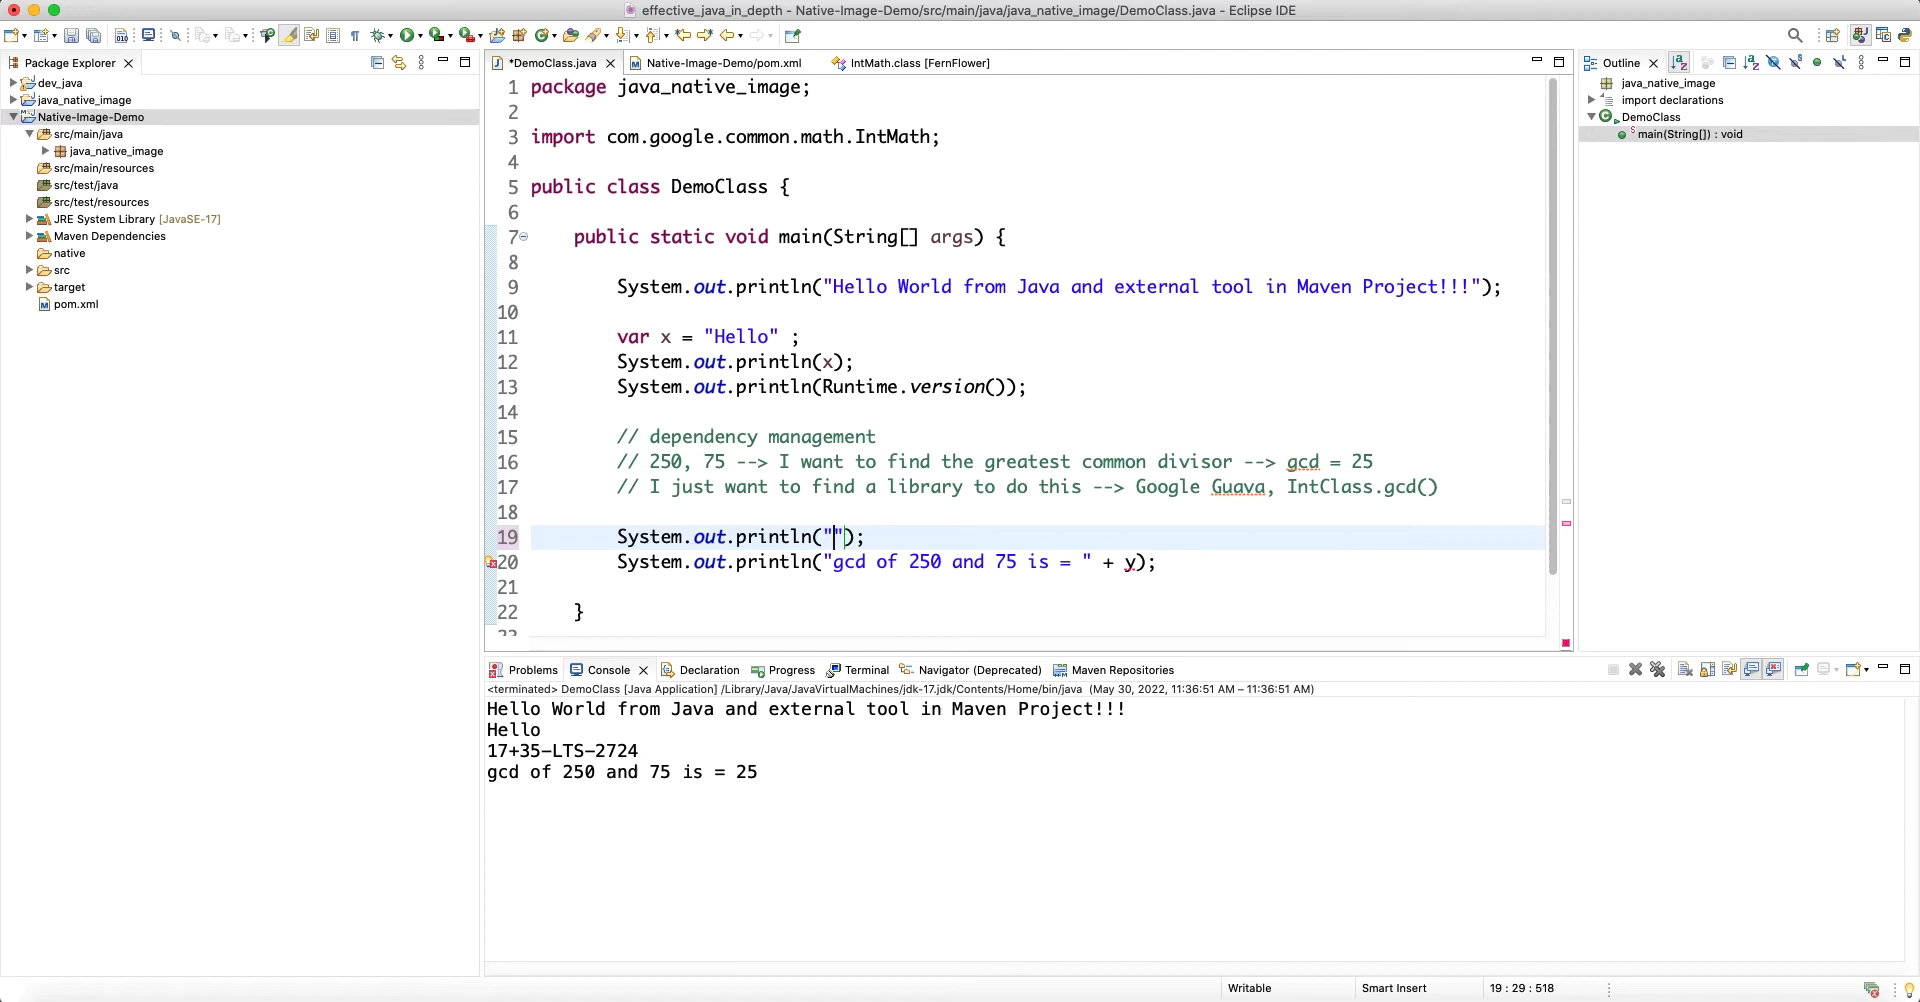 effective_java_in_depth - Native-Image-Demo/src/main/java/java_native_image/DemoClass.java - Eclipse IDE
Package Explorer
dev_java
java_native_image
Native-Image-Demo
src/main/java
java_native_image
src/main/resources
src/test/java
src/test/resources
JRE System Library [JavaSE-17]
Maven Dependencies
native
src
target
pom.xml
*DemoClass.java
Native-Image-Demo/pom.xml
IntMath.class [FernFlower]
1 package java_native_image;
2
3 import com.google.common.math.IntMath;
4
5 public class DemoClass {
6
7 public static void main(String[] args) {
8
9 System.out.println("Hello World from Java and external tool in Maven Project!!!");
10
11 var x = "Hello" ;
12 System.out.println(x);
13 System.out.println(Runtime.version());
14
15 // dependency management
16 // 250, 75 --> I want to find the greatest common divisor --> gcd = 25
17 // I just want to find a library to do this --> Google Guava, IntClass.gcd()
18
19 System.out.println("");
20 System.out.println("gcd of 250 and 75 is = " + y);
21
22 }
23
Outline
java_native_image
import declarations
DemoClass
main(String[]) : void
Problems
Console
Declaration
Progress
Terminal
Navigator (Deprecated)
Maven Repositories
<terminated> DemoClass [Java Application] /Library/Java/JavaVirtualMachines/jdk-17.jdk/Contents/Home/bin/java (May 30, 2022, 11:36:51 AM – 11:36:51 AM)
Hello World from Java and external tool in Maven Project!!!
Hello
17+35-LTS-2724
gcd of 250 and 75 is = 25
Writable
Smart Insert
19 : 29 : 518